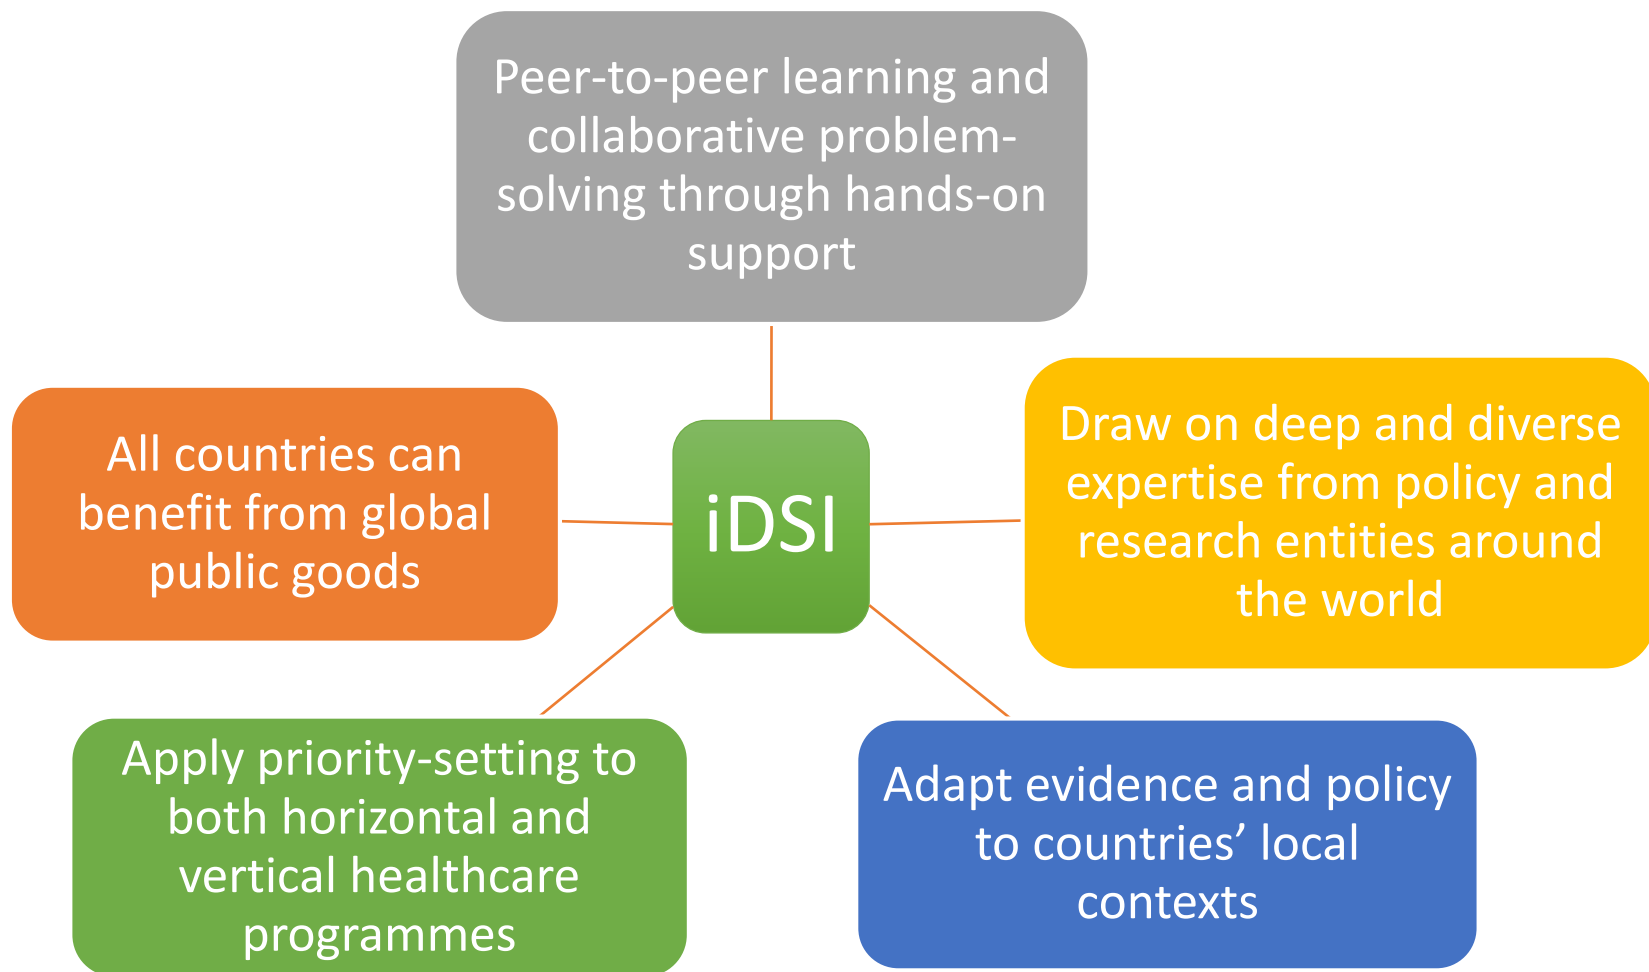 Peer-to-peer learning and
collaborative problem-
solving through hands-on
support
All countries can
benefit from global
public goods
iDSI
Draw on deep and diverse
expertise from policy and
research entities around
the world
Apply priority-setting to
both horizontal and
vertical healthcare
programmes
Adapt evidence and policy
to countries’ local
contexts